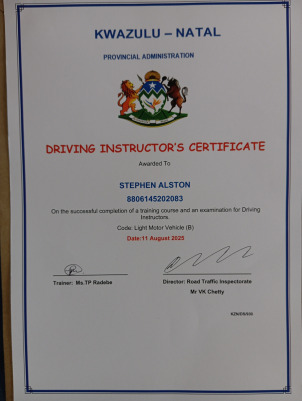 KWAZULU – NATAL
PROVINCIAL ADMINISTRATION
DRIVING INSTRUCTOR'S CERTIFICATE
Awarded To
STEPHEN ALSTON
8806145202083
On the successful completion of a training course and an examination for Driving
Instructors.
Code: Light Motor Vehicle (B)
Date:11 August 2025
Trainer: Ms.TP Radebe
Director: Road Traffic Inspectorate
Mr VK Chetty